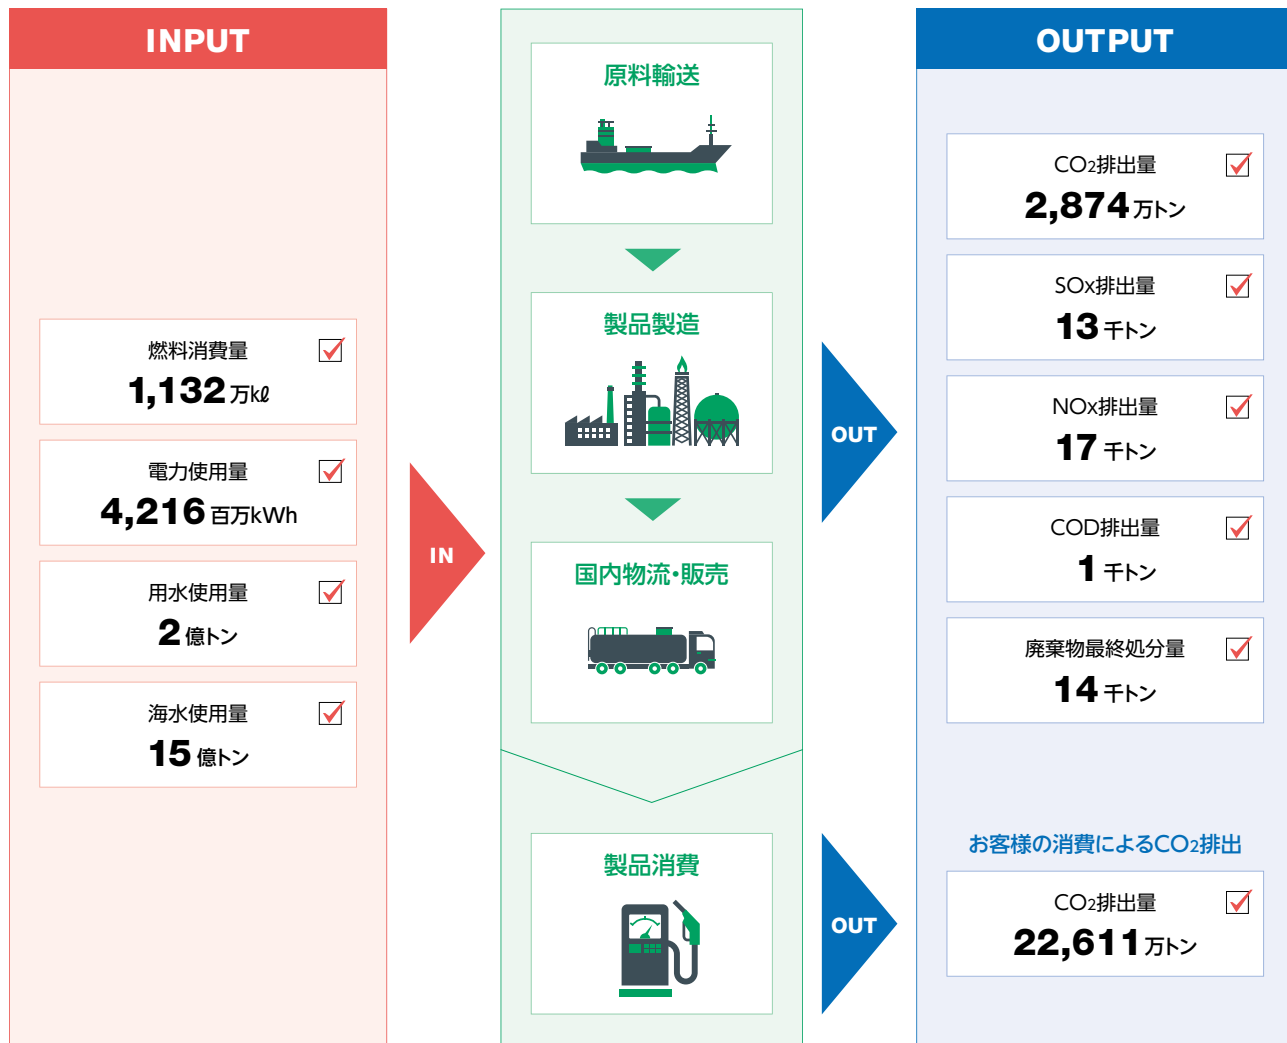 INPUT
燃料消費量
1,132 万kℓ
電力使用量
4,216 百万kWh
用水使用量
2 億トン
海水使用量
15 億トン
IN
原料輸送
製品製造
国内物流・販売
製品消費
OUT
OUT
OUTPUT
CO2排出量
2,874 万トン
SOx排出量
13 千トン
NOx排出量
17 千トン
COD排出量
1 千トン
廃棄物最終処分量
14 千トン
お客様の消費によるCO2排出
CO2排出量
22,611 万トン